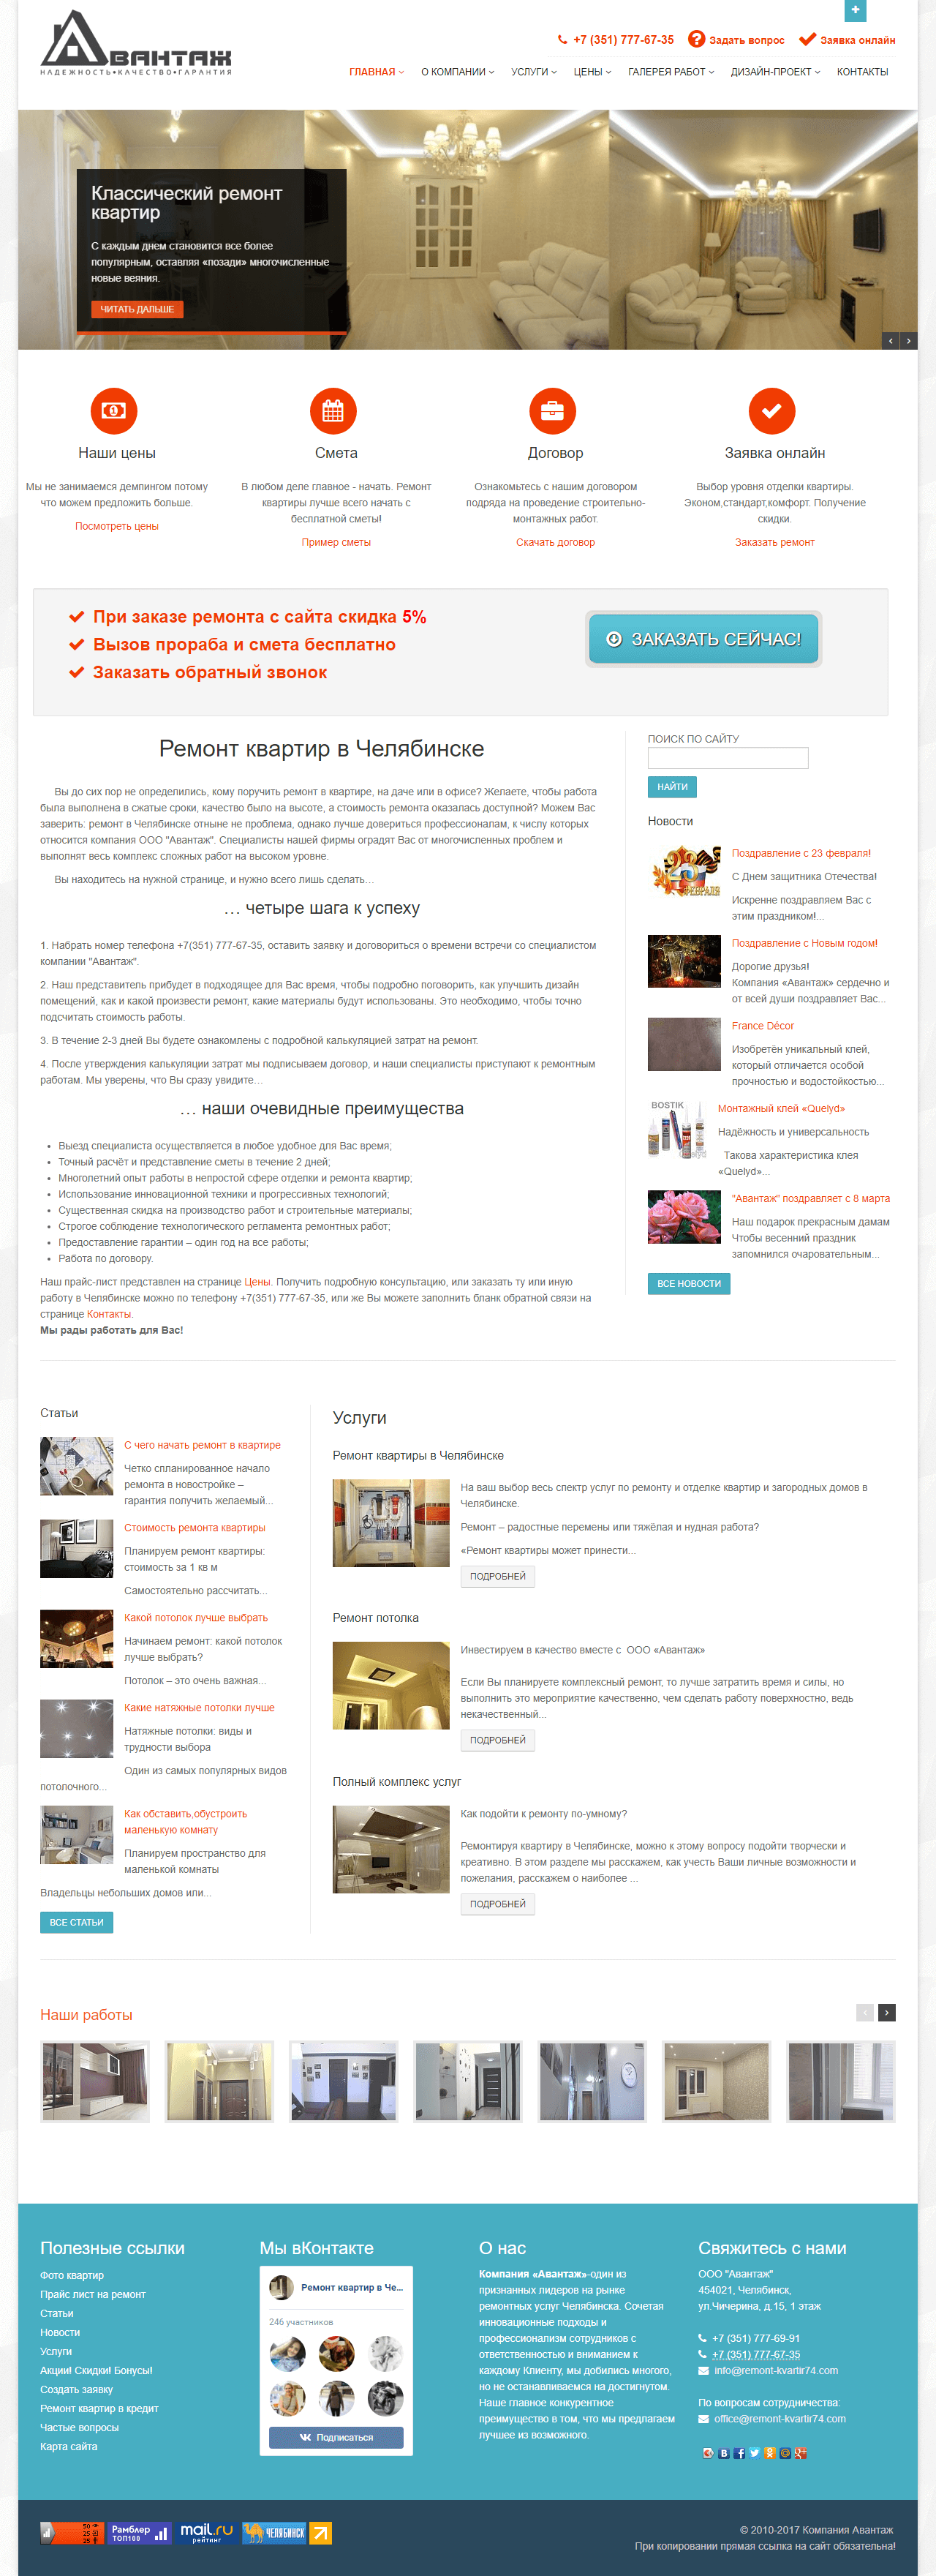 Авантаж
НАДЕЖНОСТЬ•КАЧЕСТВО•ГАРАНТИЯ
+7 (351) 777-67-35 Задать вопрос Заявка онлайн
ГЛАВНАЯ О КОМПАНИИ УСЛУГИ ЦЕНЫ ГАЛЕРЕЯ РАБОТ ДИЗАЙН-ПРОЕКТ КОНТАКТЫ
Классический ремонт
квартир
С каждым днем становится все более
популярным, оставляя «позади» многочисленные
новые веяния.
ЧИТАТЬ ДАЛЬШЕ
Наши цены
Мы не занимаемся демпингом потому
что можем предложить больше.
Посмотреть цены
Смета
В любом деле главное - начать. Ремонт
квартиры лучше всего начать с
бесплатной сметы!
Пример сметы
Договор
Ознакомьтесь с нашим договором
подряда на проведение строительно-
монтажных работ.
Скачать договор
Заявка онлайн
Выбор уровня отделки квартиры.
Эконом,стандарт,комфорт. Получение
скидки.
Заказать ремонт
При заказе ремонта с сайта скидка 5%
Вызов прораба и смета бесплатно
Заказать обратный звонок
ЗАКАЗАТЬ СЕЙЧАС!
Ремонт квартир в Челябинске
Вы до сих пор не определились, кому поручить ремонт в квартире, на даче или в офисе? Желаете, чтобы работа
была выполнена в сжатые сроки, качество было на высоте, а стоимость ремонта оказалась доступной? Можем Вас
заверить: ремонт в Челябинске отныне не проблема, однако лучше довериться профессионалам, к числу которых
относится компания ООО "Авантаж". Специалисты нашей фирмы оградят Вас от многочисленных проблем и
выполнят весь комплекс сложных работ на высоком уровне.
Вы находитесь на нужной странице, и нужно всего лишь сделать…
… четыре шага к успеху
1. Набрать номер телефона +7(351) 777-67-35, оставить заявку и договориться о времени встречи со специалистом
компании "Авантаж".
2. Наш представитель прибудет в подходящее для Вас время, чтобы подробно поговорить, как улучшить дизайн
помещений, как и какой произвести ремонт, какие материалы будут использованы. Это необходимо, чтобы точно
подсчитать стоимость работы.
3. В течение 2-3 дней Вы будете ознакомлены с подробной калькуляцией затрат на ремонт.
4. После утверждения калькуляции затрат мы подписываем договор, и наши специалисты приступают к ремонтным
работам. Мы уверены, что Вы сразу увидите…
… наши очевидные преимущества
• Выезд специалиста осуществляется в любое удобное для Вас время;
• Точный расчёт и представление сметы в течение 2 дней;
• Многолетний опыт работы в непростой сфере отделки и ремонта квартир;
• Использование инновационной техники и прогрессивных технологий;
• Существенная скидка на производство работ и строительные материалы;
• Строгое соблюдение технологического регламента ремонтных работ;
• Предоставление гарантии – один год на все работы;
• Работа по договору.
Наш прайс-лист представлен на странице Цены. Получить подробную консультацию, или заказать ту или иную
работу в Челябинске можно по телефону +7(351) 777-67-35, или же Вы можете заполнить бланк обратной связи на
странице Контакты.
Мы рады работать для Вас!
ПОИСК ПО САЙТУ
НАЙТИ
Новости
23
ФЕВРАЛЯ
Поздравление с 23 февраля!
С Днем защитника Отечества!
Искренне поздравляем Вас с
этим праздником!...
Поздравление с Новым годом!
Дорогие друзья!
Компания «Авантаж» сердечно и
от всей души поздравляет Вас...
France Décor
Изобретён уникальный клей,
который отличается особой
прочностью и водостойкостью...
BOSTIK
Quelyd
Монтажный клей «Quelyd»
Надёжность и универсальность
Такова характеристика клея
«Quelyd»...
"Авантаж" поздравляет с 8 марта
Наш подарок прекрасным дамам
Чтобы весенний праздник
запомнился очаровательным...
ВСЕ НОВОСТИ
Статьи
С чего начать ремонт в квартире
Четко спланированное начало
ремонта в новостройке –
гарантия получить желаемый...
Стоимость ремонта квартиры
Планируем ремонт квартиры:
стоимость за 1 кв м
Самостоятельно рассчитать...
Какой потолок лучше выбрать
Начинаем ремонт: какой потолок
лучше выбрать?
Потолок – это очень важная...
Какие натяжные потолки лучше
Натяжные потолки: виды и
трудности выбора
Один из самых популярных видов
потолочного...
Как обставить,обустроить
маленькую комнату
Планируем пространство для
маленькой комнаты
Владельцы небольших домов или...
ВСЕ СТАТЬИ
Услуги
Ремонт квартиры в Челябинске
На ваш выбор весь спектр услуг по ремонту и отделке квартир и загородных домов в
Челябинске.
Ремонт – радостные перемены или тяжёлая и нудная работа?
«Ремонт квартиры может принести...
ПОДРОБНЕЙ
Ремонт потолка
Инвестируем в качество вместе с ООО «Авантаж»
Если Вы планируете комплексный ремонт, то лучше затратить время и силы, но
выполнить это мероприятие качественно, чем сделать работу поверхностно, ведь
некачественный...
ПОДРОБНЕЙ
Полный комплекс услуг
Как подойти к ремонту по-умному?
Ремонтируя квартиру в Челябинске, можно к этому вопросу подойти творчески и
креативно. В этом разделе мы расскажем, как учесть Ваши личные возможности и
пожелания, расскажем о наиболее ...
ПОДРОБНЕЙ
Наши работы
Полезные ссылки
Фото квартир
Прайс лист на ремонт
Статьи
Новости
Услуги
Акции! Скидки! Бонусы!
Создать заявку
Ремонт квартир в кредит
Частые вопросы
Карта сайта
Мы вКонтакте
Ремонт квартир в Че...
246 участников
Подписаться
О нас
Компания «Авантаж»-один из
признанных лидеров на рынке
ремонтных услуг Челябинска. Сочетая
инновационные подходы и
профессионализм сотрудников с
ответственностью и вниманием к
каждому Клиенту, мы добились многого,
но не останавливаемся на достигнутом.
Наше главное конкурентное
преимущество в том, что мы предлагаем
лучшее из возможного.
Свяжитесь с нами
ООО "Авантаж"
454021, Челябинск,
ул.Чичерина, д.15, 1 этаж
+7 (351) 777-69-91
+7 (351) 777-67-35
info@remont-kvartir74.com
По вопросам сотрудничества:
office@remont-kvartir74.com
50
25
25
Рамблер
ТОП100
mail.ru
рейтинг
ЧЕЛЯБИНСК
© 2010-2017 Компания Авантаж
При копировании прямая ссылка на сайт обязательна!